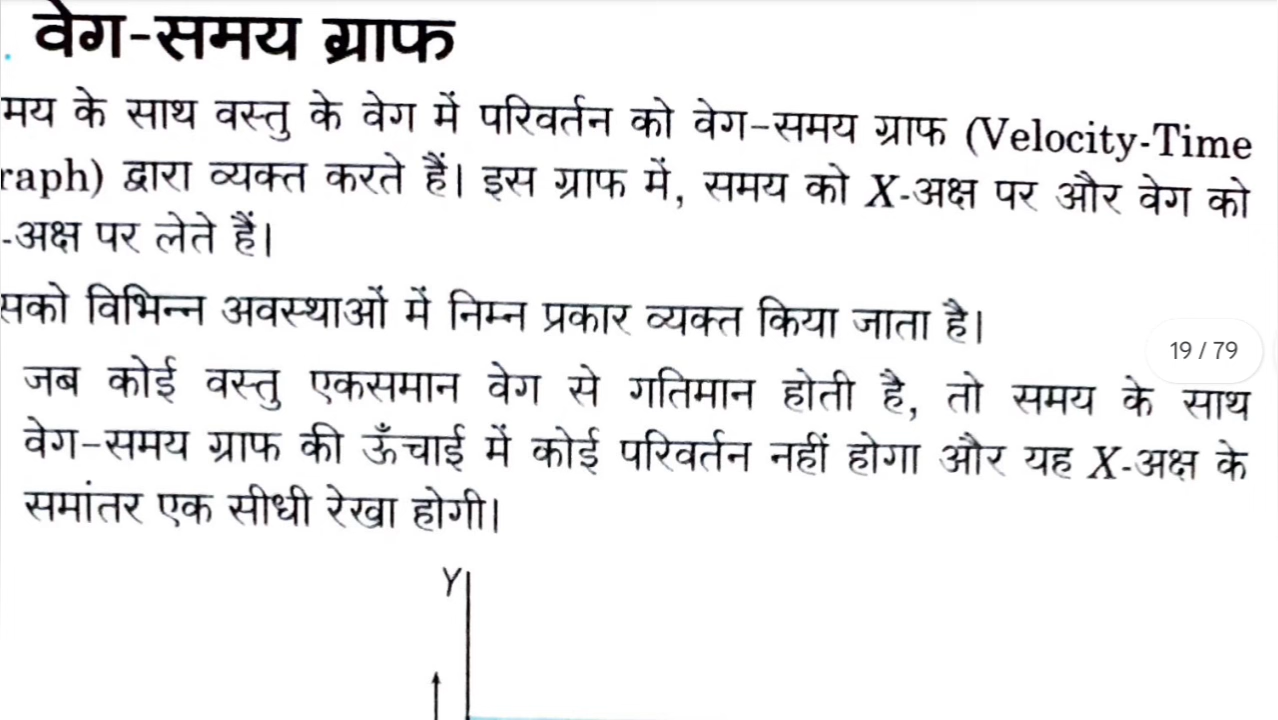 वेग-समय ग्राफ
मय के साथ वस्तु के वेग में परिवर्तन को वेग-समय ग्राफ (Velocity-Time
raph) द्वारा व्यक्त करते हैं। इस ग्राफ में, समय को X-अक्ष पर और वेग को
-अक्ष पर लेते हैं।
सको विभिन्न अवस्थाओं में निम्न प्रकार व्यक्त किया जाता है।
19 / 79
जब कोई वस्तु एकसमान वेग से गतिमान होती है, तो समय के साथ
वेग-समय ग्राफ की ऊँचाई में कोई परिवर्तन नहीं होगा और यह X-अक्ष के
समांतर एक सीधी रेखा होगी।
Y